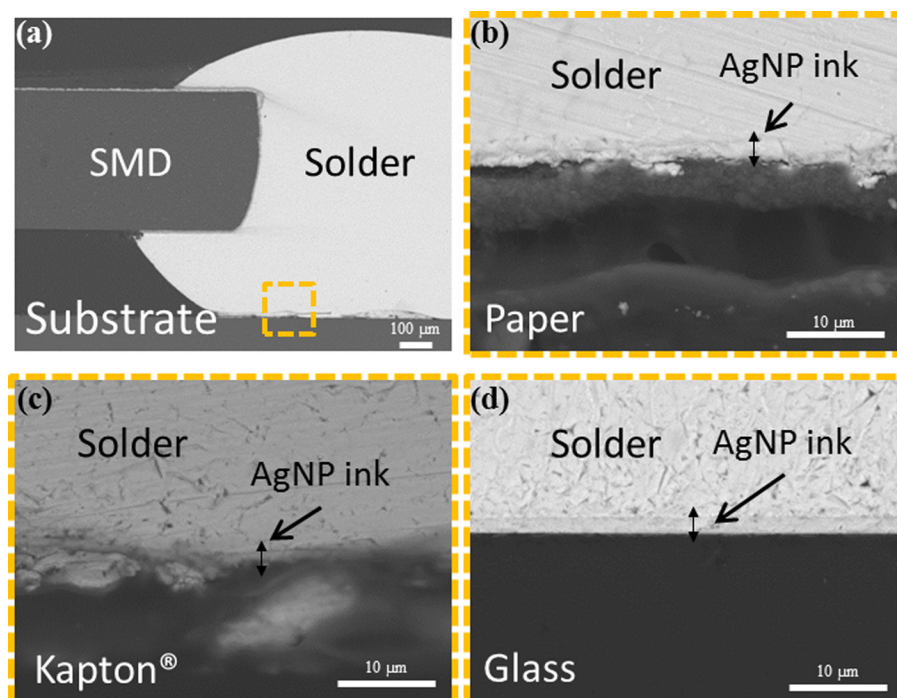 (a)
SMD
Solder
Substrate
100 μm
(b)
Solder
AgNP ink
Paper
10 μm
(c)
Solder
AgNP ink
Kapton®
10 μm
(d)
Solder
AgNP ink
Glass
10 μm